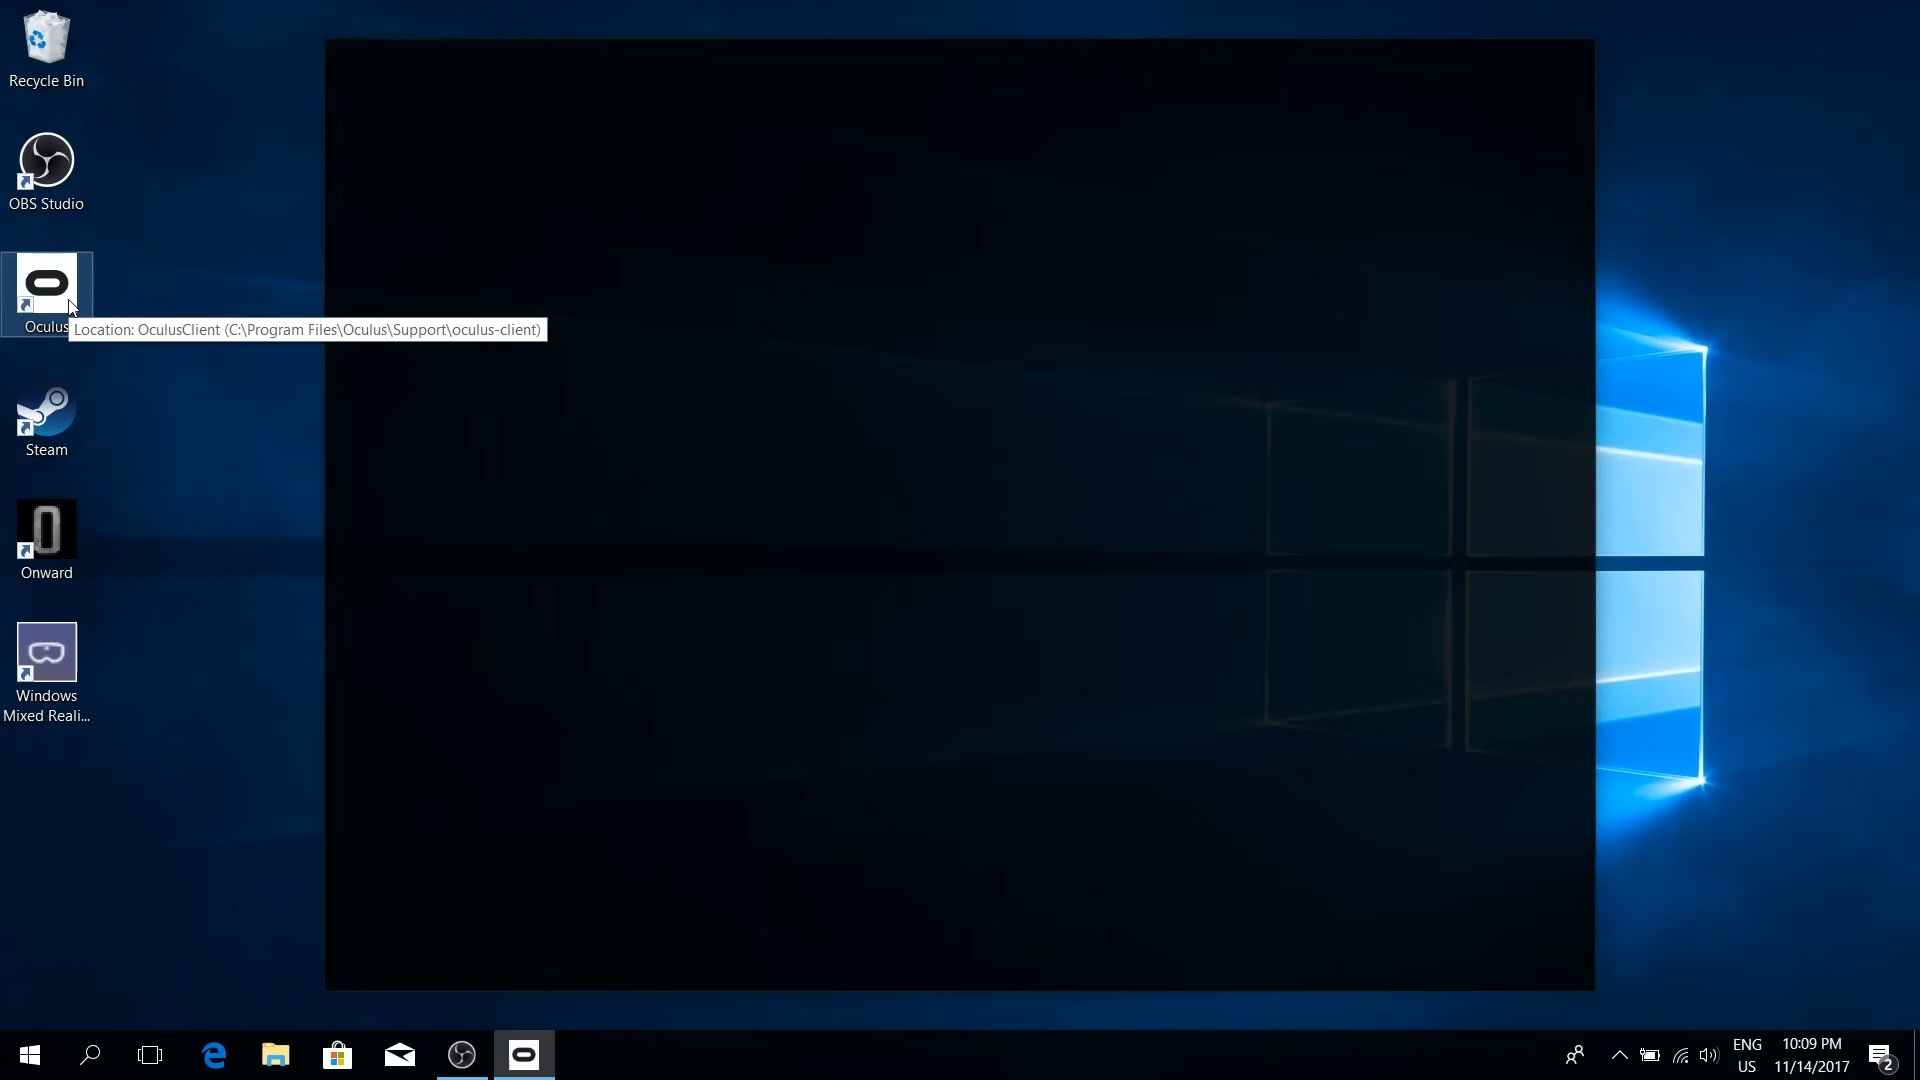 Recycle Bin
OBS Studio
Oculus
Location: OculusClient (C:\Program Files\Oculus\Support\oculus-client)
Steam
Onward
Windows
Mixed Reali...
ENG
US
10:09 PM
11/14/2017
2